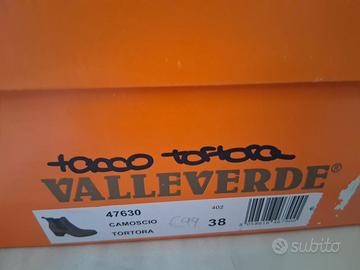 tacco tortora
VALLEVERDE®
47630
402
CAMOSCIO
€99
38
TORTORA
subito